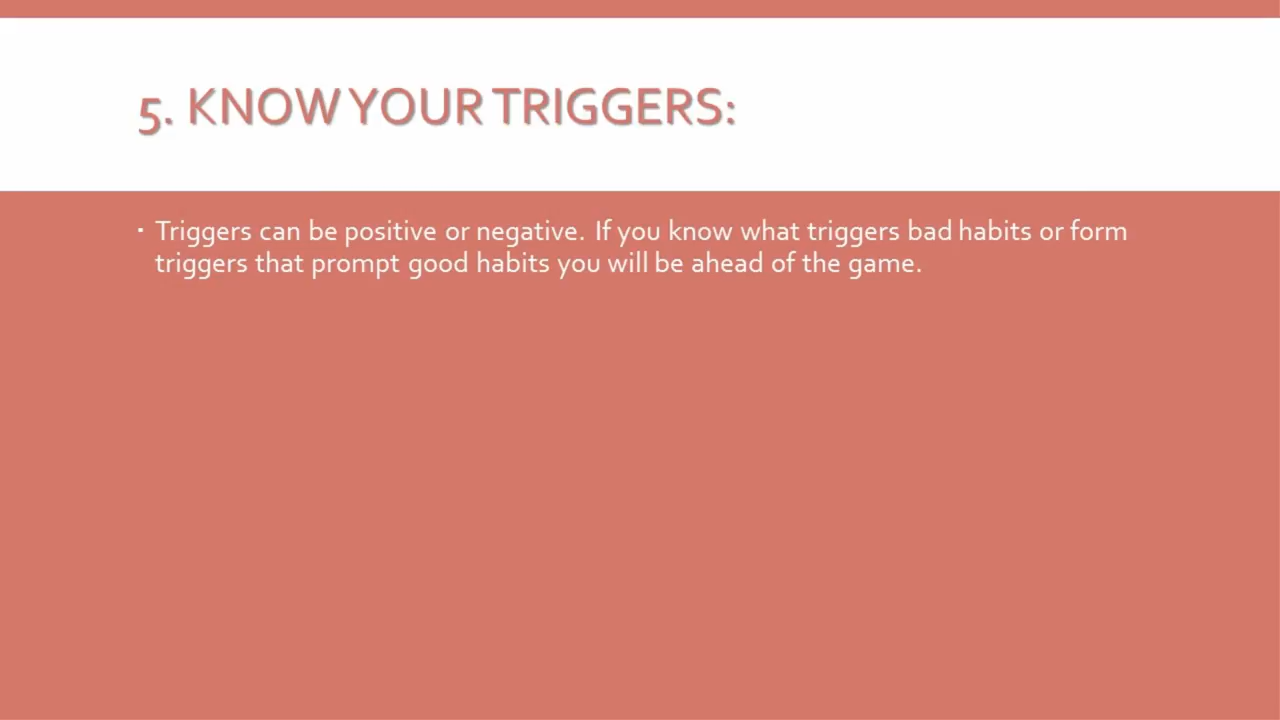 5. KNOW YOUR TRIGGERS:
▪ Triggers can be positive or negative. If you know what triggers bad habits or form
triggers that prompt good habits you will be ahead of the game.